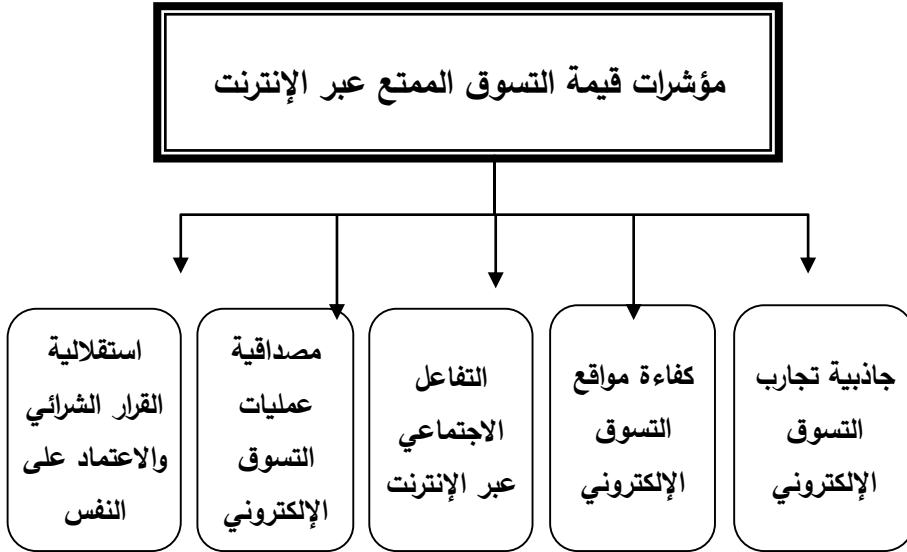 مؤشرات قيمة التسوق الممتع عبر الإنترنت
جاذبية تجارب
التسوق
الإلكتروني
كفاءة مواقع
التسوق
الإلكتروني
التفاعل
الاجتماعي
عبر الإنترنت
مصداقية
عمليات
التسوق
الإلكتروني
استقلالية
القرار الشرائي
والاعتماد على
النفس